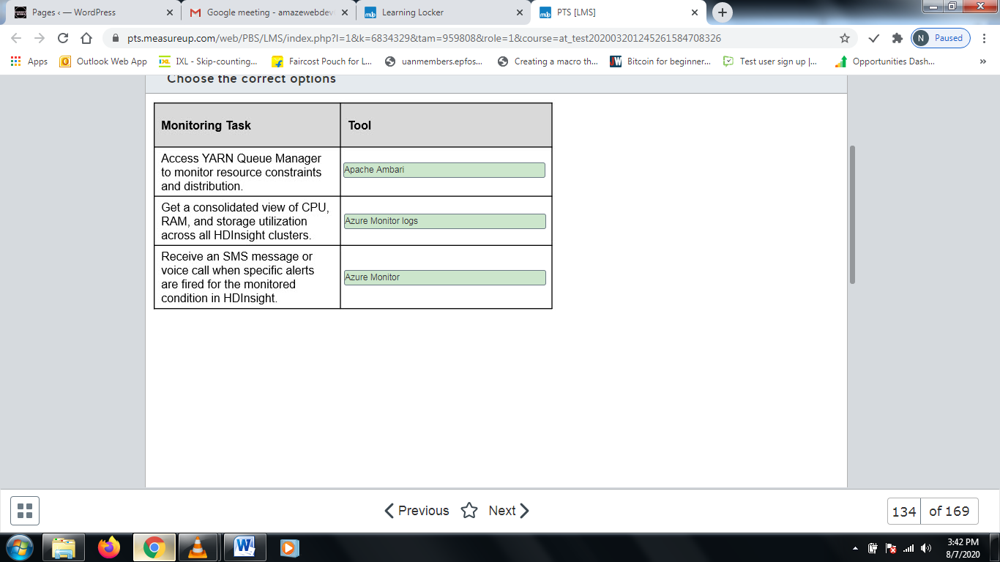 Pages ‹ — WordPress
Google meeting - amazewebdev
Learning Locker
PTS [LMS]
pts.measureup.com/web/PBS/LMS/index.php?l=1&k=6834329&tam=959808&role=1&course=at_test202003201245261584708326
N Paused
Apps
Outlook Web App
IXL - Skip-counting...
Faircost Pouch for L...
uanmembers.epfos...
Creating a macro th...
Bitcoin for beginner...
Test user sign up |...
Opportunities Dash...
»
Choose the correct options
Monitoring Task
Tool
Access YARN Queue Manager
to monitor resource constraints
and distribution.
Apache Ambari
Get a consolidated view of CPU,
RAM, and storage utilization
across all HDInsight clusters.
Azure Monitor logs
Receive an SMS message or
voice call when specific alerts
are fired for the monitored
condition in HDInsight.
Azure Monitor
Previous
Next
134 of 169
3:42 PM
8/7/2020